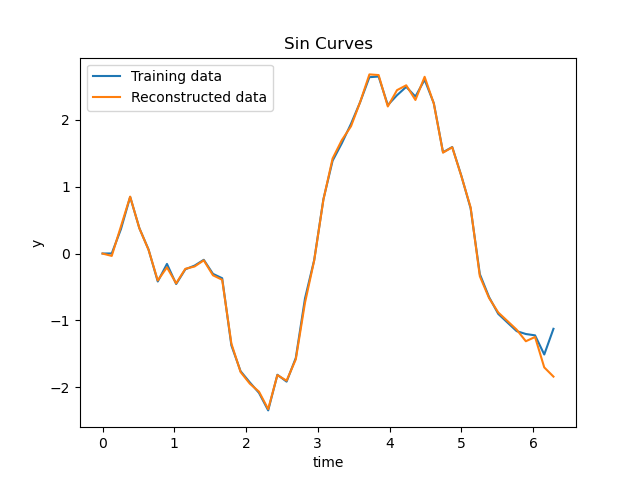 Sin Curves
Training data
Reconstructed data
y
2
1
0
−1
−2
0 1 2 3 4 5 6
time